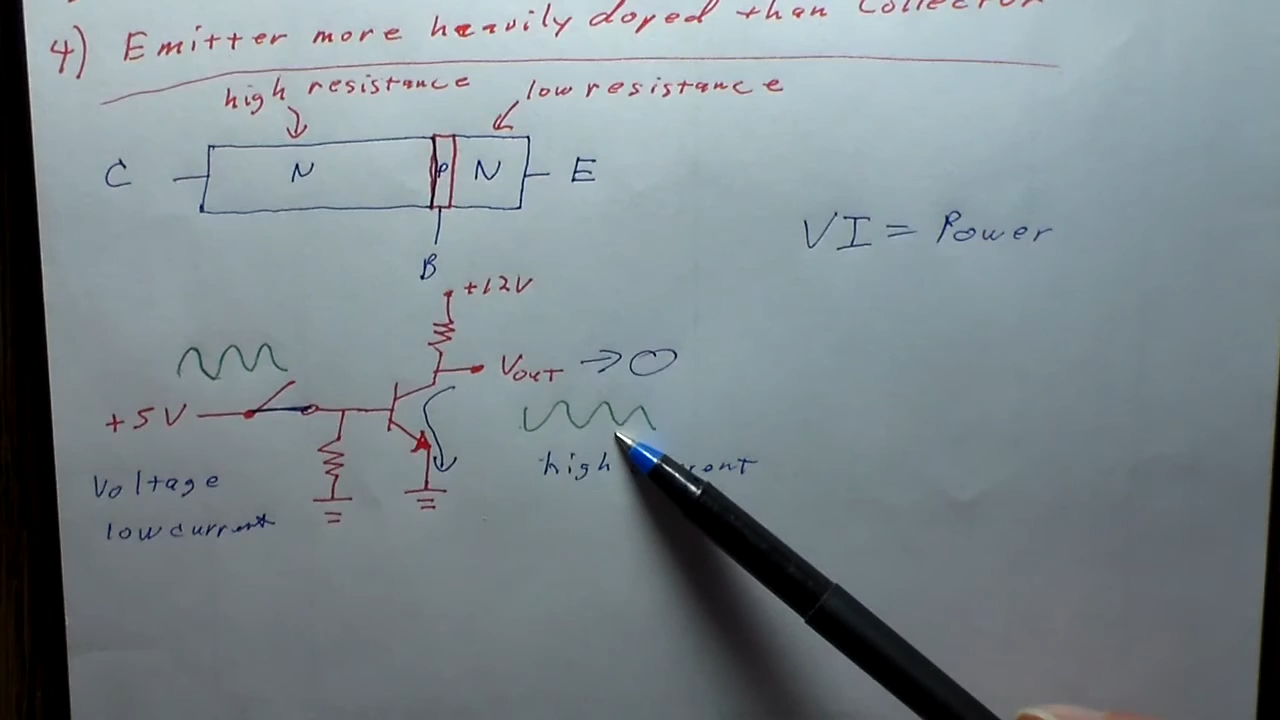 4) Emitter more heavily doped than Collector
high resistance
low resistance
C
N
P
N
E
B
VI = Power
+12V
VOUT → O
+5V
Voltage
low current
high